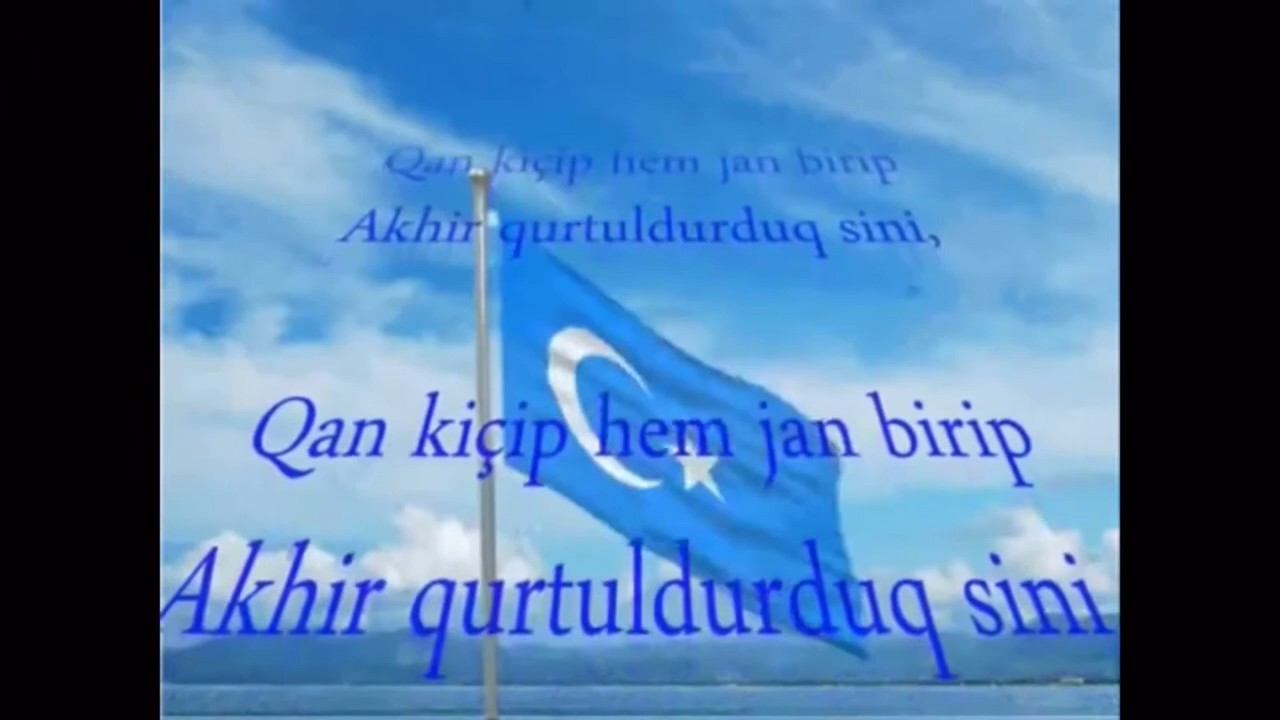 Qan kiçip hem jan birip
Akhir qurtuldurduq sini,
Qan kiçip hem jan birip
Akhir qurtuldurduq sini